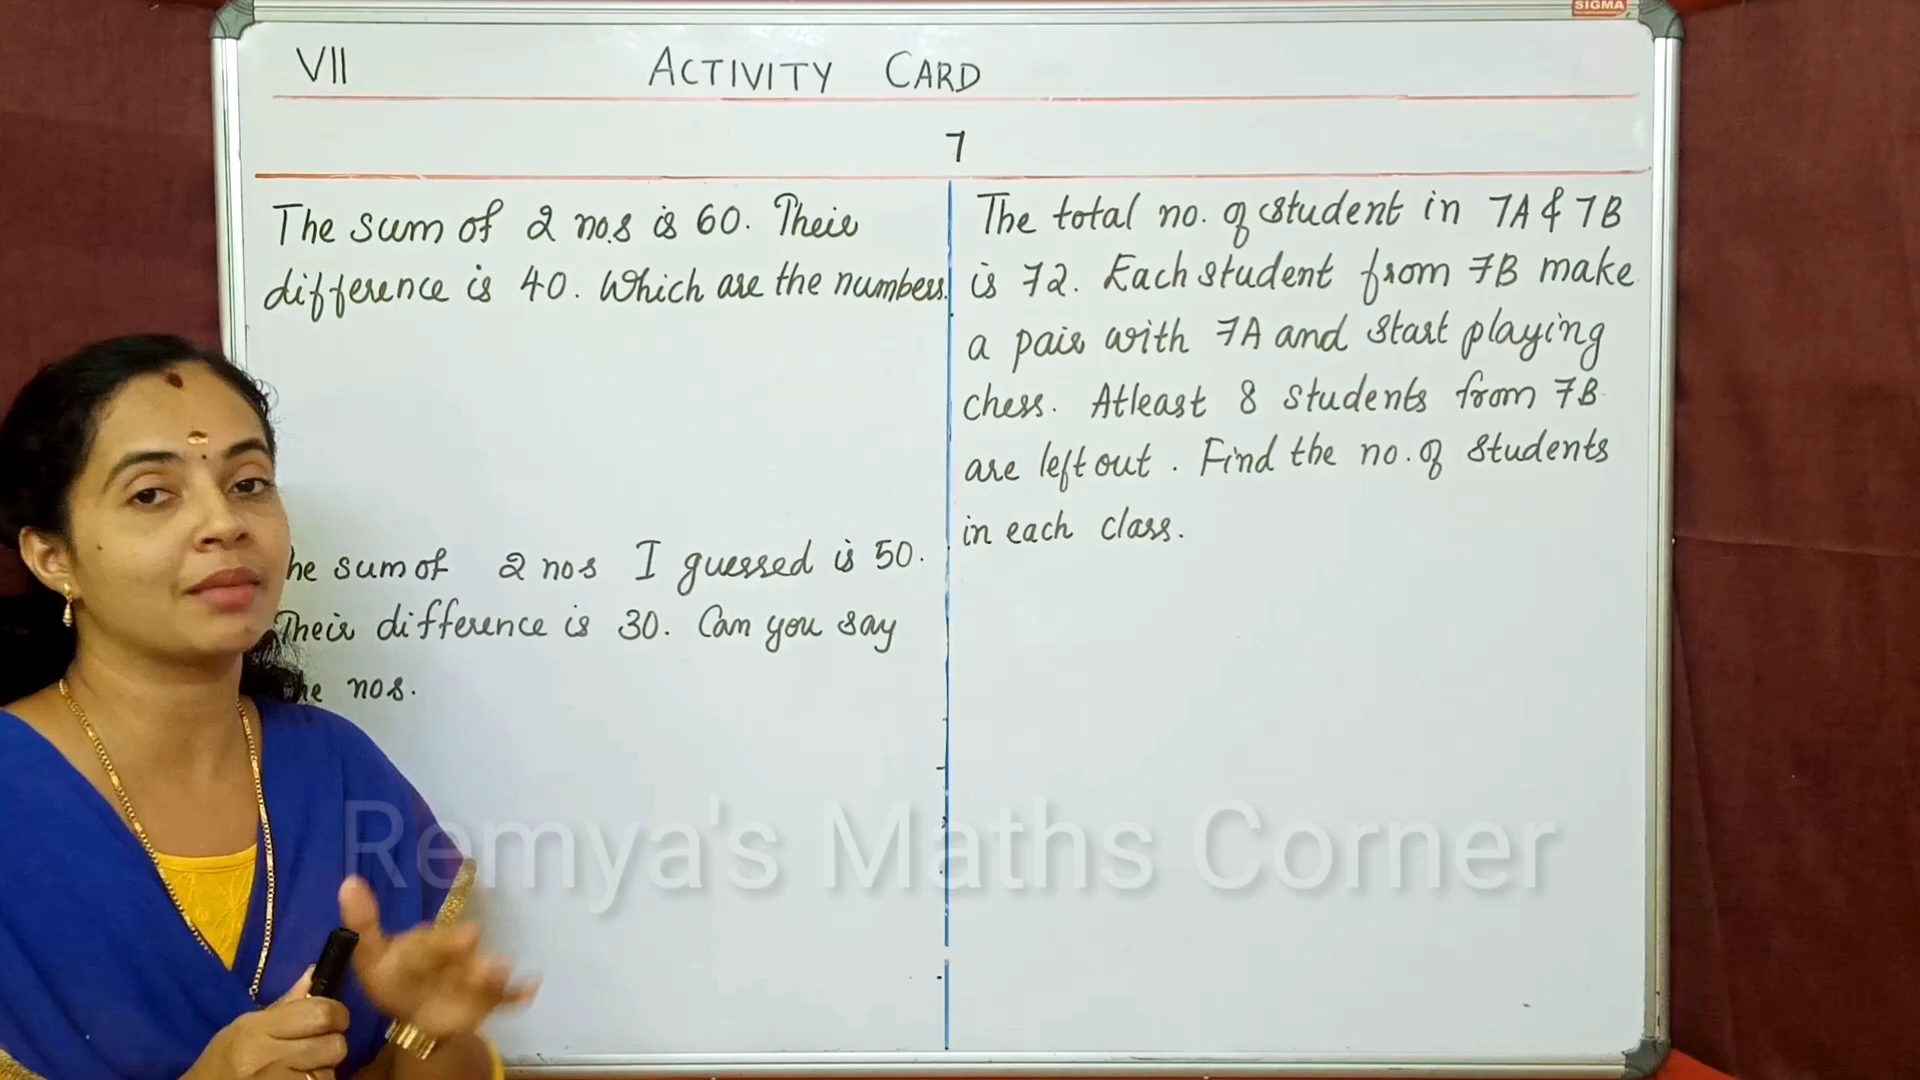 SIGMA
VII ACTIVITY CARD
7
The sum of 2 nos is 60. Their
difference is 40. Which are the numbers.
he sum of 2 nos I guessed is 50.
Their difference is 30. Can you say
he nos.
The total no. of student in 7A & 7B
is 72. Each student from 7B make
a pair with 7A and start playing
chess. Atleast 8 students from 7B
are left out. Find the no. of students
in each class.
Remya's Maths Corner